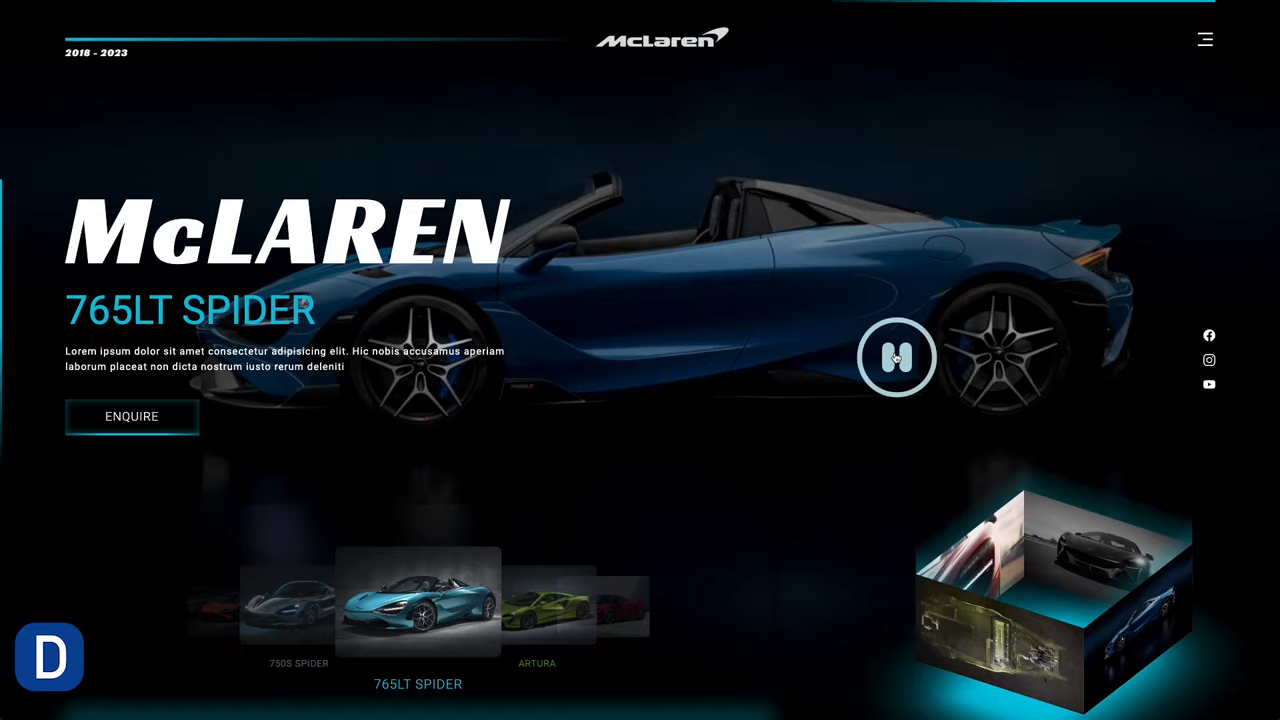 2018 - 2023
McLaren
McLAREN
765LT SPIDER
Lorem ipsum dolor sit amet consectetur adipisicing elit. Hic nobis accusamus aperiam
laborum placeat non dicta nostrum iusto rerum deleniti
ENQUIRE
750S SPIDER
ARTURA
765LT SPIDER
D